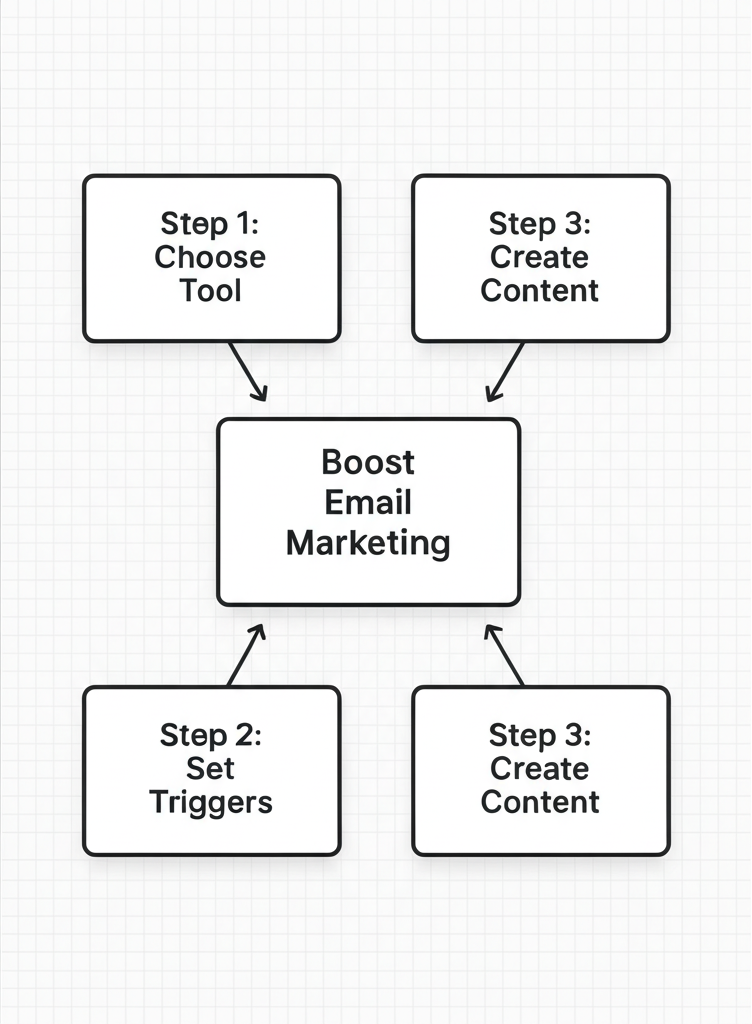 Step 1:
Choose
Tool
Step 3:
Create
Content
Boost
Email
Marketing
Step 2:
Set
Triggers
Step 3:
Create
Content